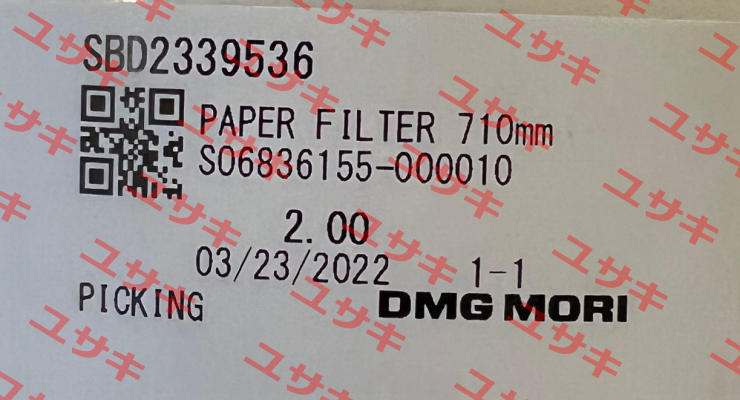 SBD2339536
PAPER FILTER 710mm
S06836155-000010
2.00
03/23/2022 1-1
PICKING DMG MORI
ユサキ